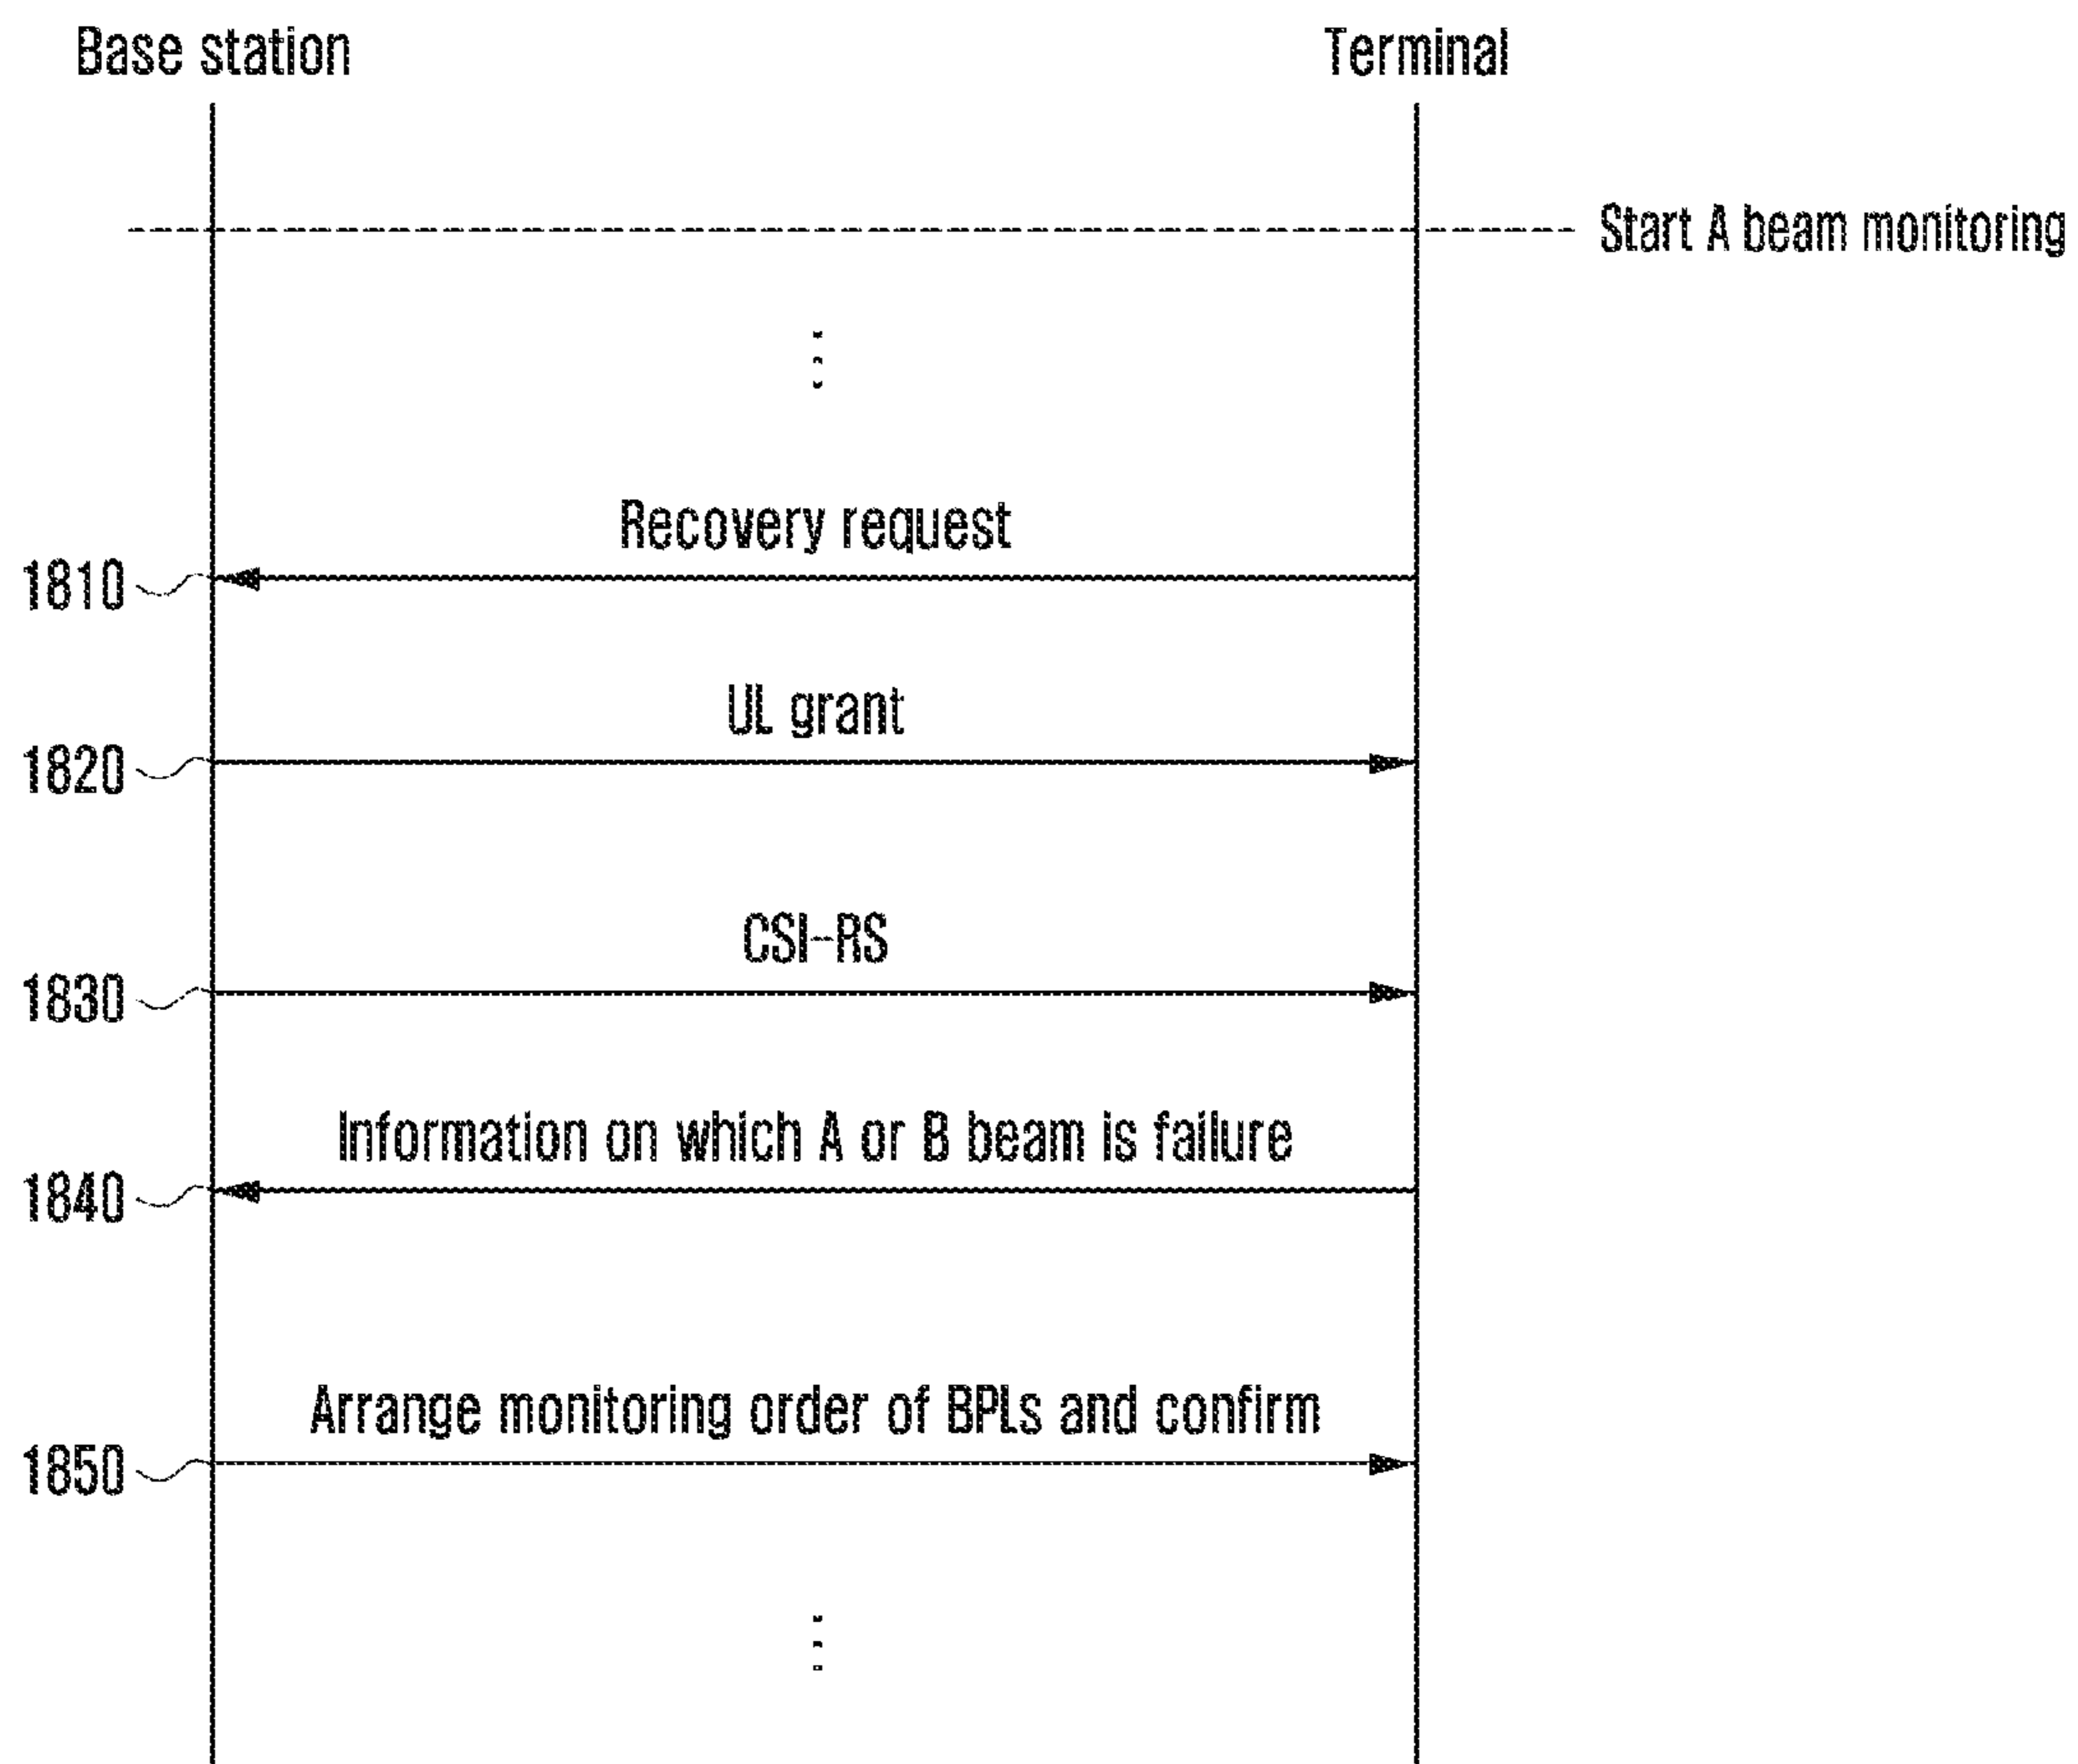 Base station
Terminal
Start A beam monitoring
Recovery request
1810
UL grant
1820
CSI-RS
1830
Information on which A or B beam is failure
1840
Arrange monitoring order of BPLs and confirm
1850